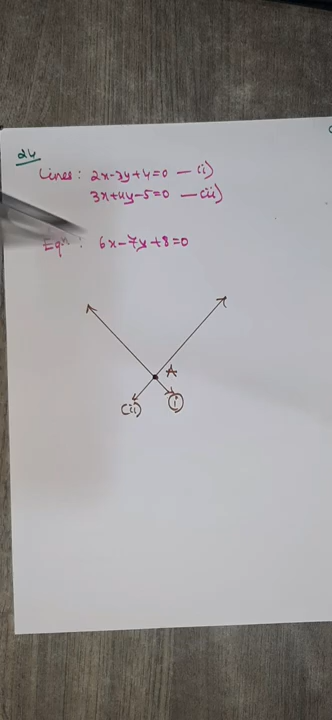 24
Lines: 2x-3y+4=0 — (i)
3x+4y-5=0 — (ii)
Eqn: 6x-7y+8=0
A
(ii) (i)